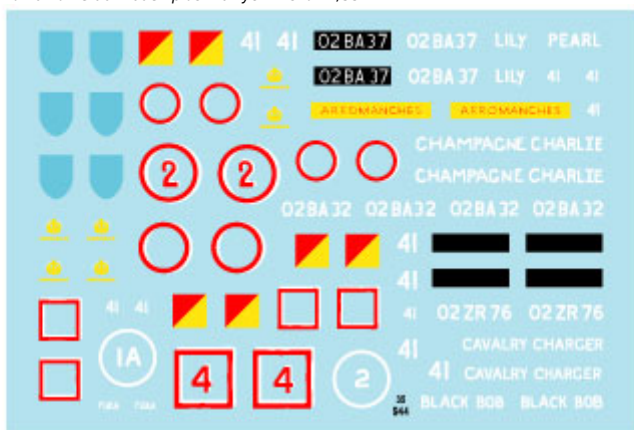 41 41 02BA37 02BA37 LILY PEARL
02BA37 02BA37 LILY 41 41
ARROMANCHES ARROMANCHES 41
CHAMPAGNE CHARLIE
2 2
CHAMPAGNE CHARLIE
02BA32 02BA32 02BA32 02BA32
41
41
41 41 41 02ZR76 02ZR76
1A 41 CAVALRY CHARGER
4 4 2 41 CAVALRY CHARGER
BLACK BOB BLACK BOB